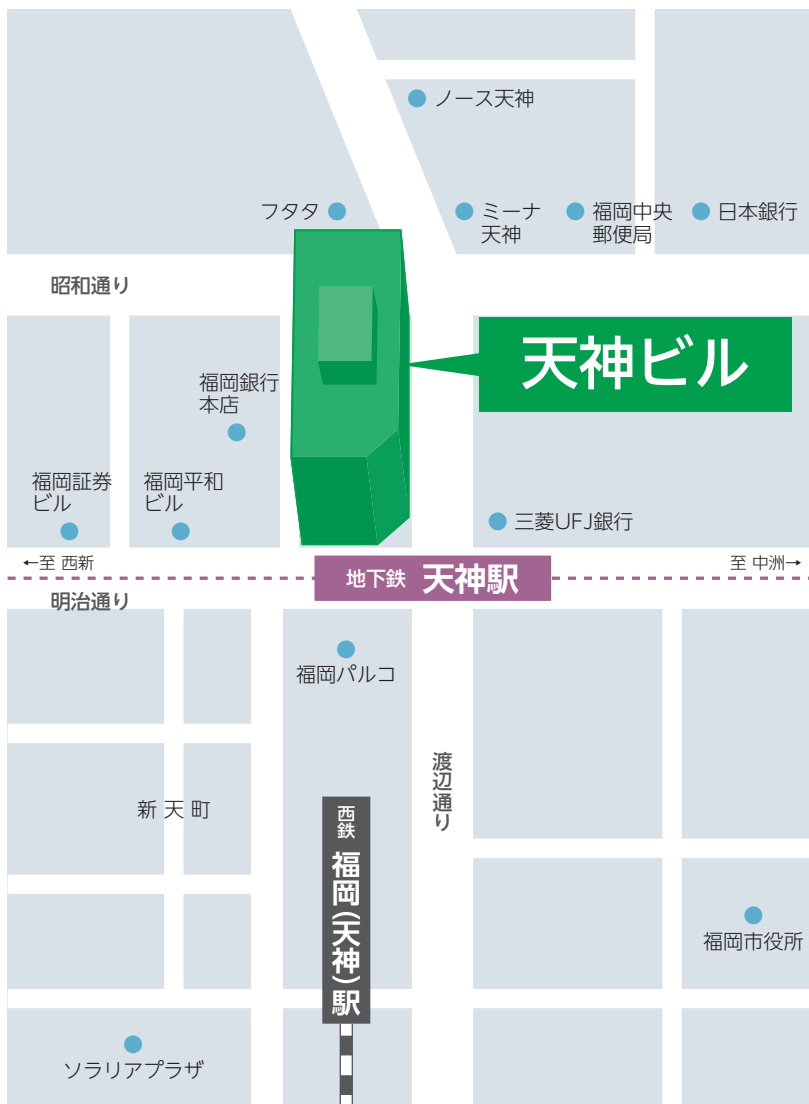 ノース天神
フタタ
ミーナ
天神
福岡中央
郵便局
日本銀行
昭和通り
天神ビル
福岡銀行
本店
福岡証券
ビル
福岡平和
ビル
三菱UFJ銀行
←至 西新
至 中洲→
地下鉄 天神駅
明治通り
福岡パルコ
渡辺通り
新天町
西鉄
福岡(天神)駅
福岡市役所
ソラリアプラザ